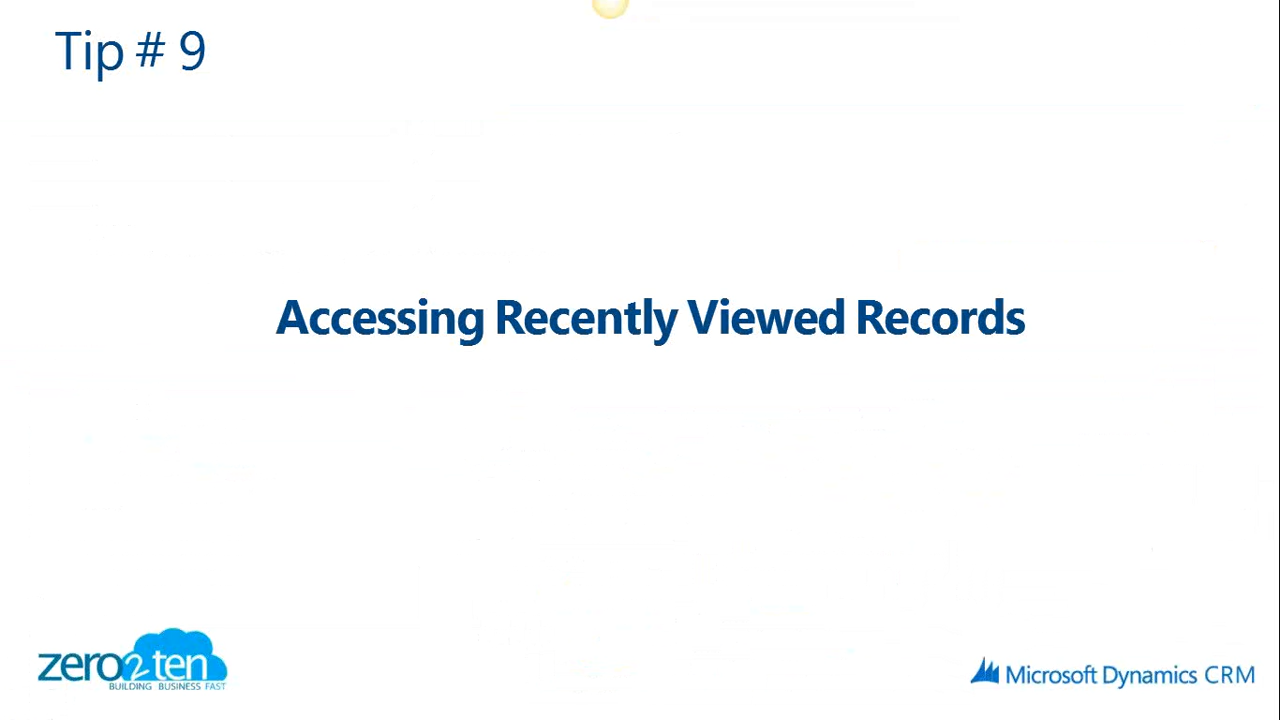 Tip # 9
Accessing Recently Viewed Records
zero2ten
BUILDING BUSINESS FAST
Microsoft Dynamics CRM